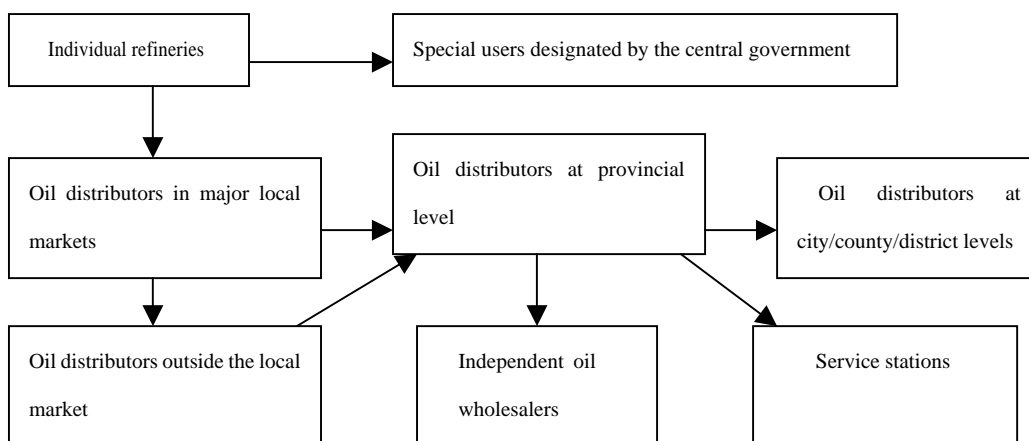 Individual refineries
Special users designated by the central government
Oil distributors in major local
markets
Oil distributors at provincial
level
Oil distributors at
city/county/district levels
Oil distributors outside the local
market
Independent oil
wholesalers
Service stations